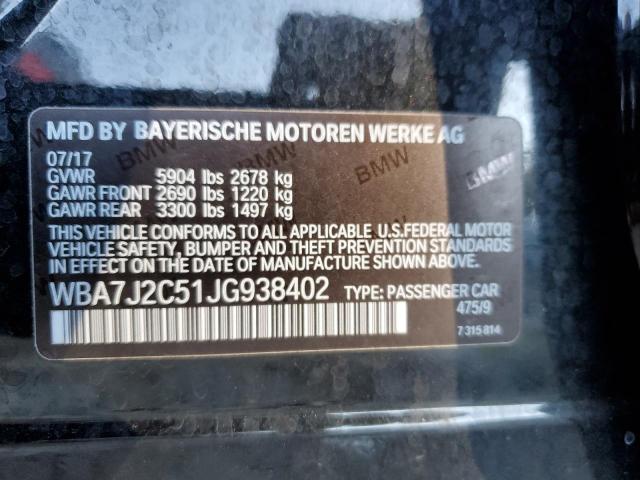 MFD BY BAYERISCHE MOTOREN WERKE AG
07/17
GVWR 5904 lbs 2678 kg
GAWR FRONT 2690 lbs 1220 kg
GAWR REAR 3300 lbs 1497 kg
THIS VEHICLE CONFORMS TO ALL APPLICABLE U.S.FEDERAL MOTOR
VEHICLE SAFETY, BUMPER AND THEFT PREVENTION STANDARDS
IN EFFECT ON THE DATE OF MANUFACTURE SHOWN ABOVE.
WBA7J2C51JG938402 TYPE: PASSENGER CAR
475/9
7 315 814
BMW
BMW
BMW